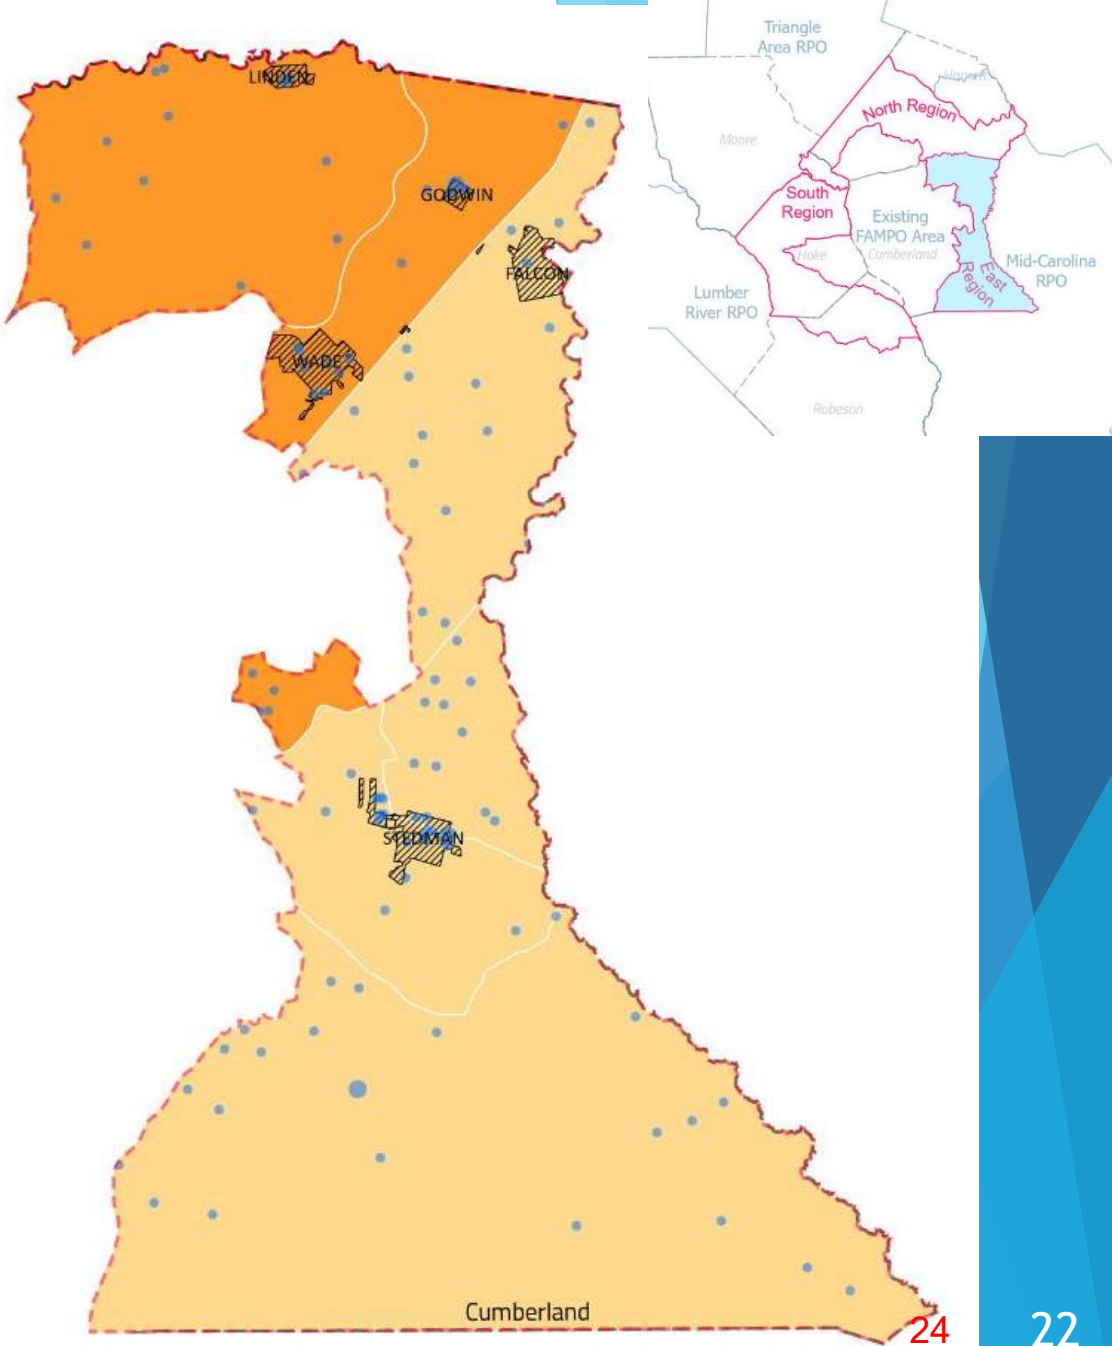 LINDEN
GODWIN
FALCON
WADE
STEDMAN
Cumberland
Triangle
Area RPO
Harnett
North Region
Moore
South
Region
Existing
FAMPO Area
Cumberland
Hoke
East
Region
Mid-Carolina
RPO
Lumber
River RPO
Robeson
24
22